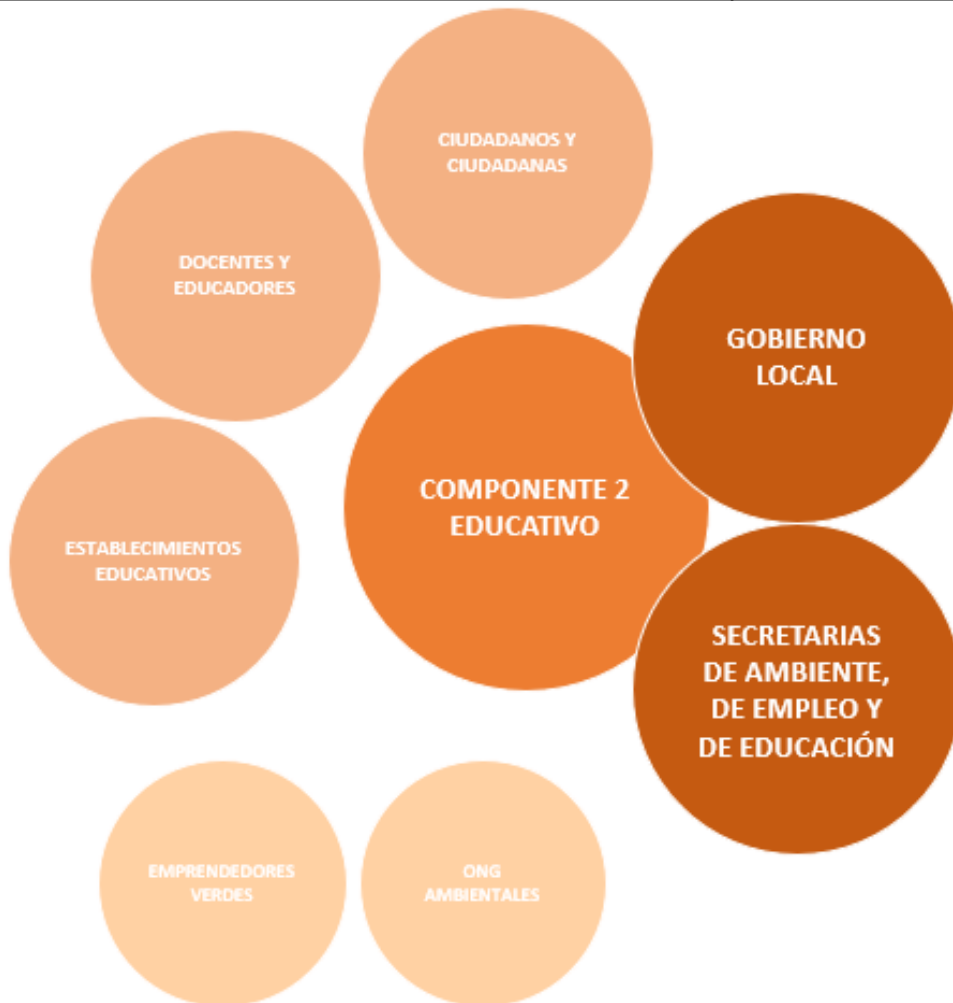 CIUDADANOS Y
CIUDADANAS
DOCENTES Y
EDUCADORES
GOBIERNO
LOCAL
COMPONENTE 2
EDUCATIVO
ESTABLECIMIENTOS
EDUCATIVOS
SECRETARIAS
DE AMBIENTE,
DE EMPLEO Y
DE EDUCACIÓN
EMPRENDEDORES
VERDES
ONG
AMBIENTALES